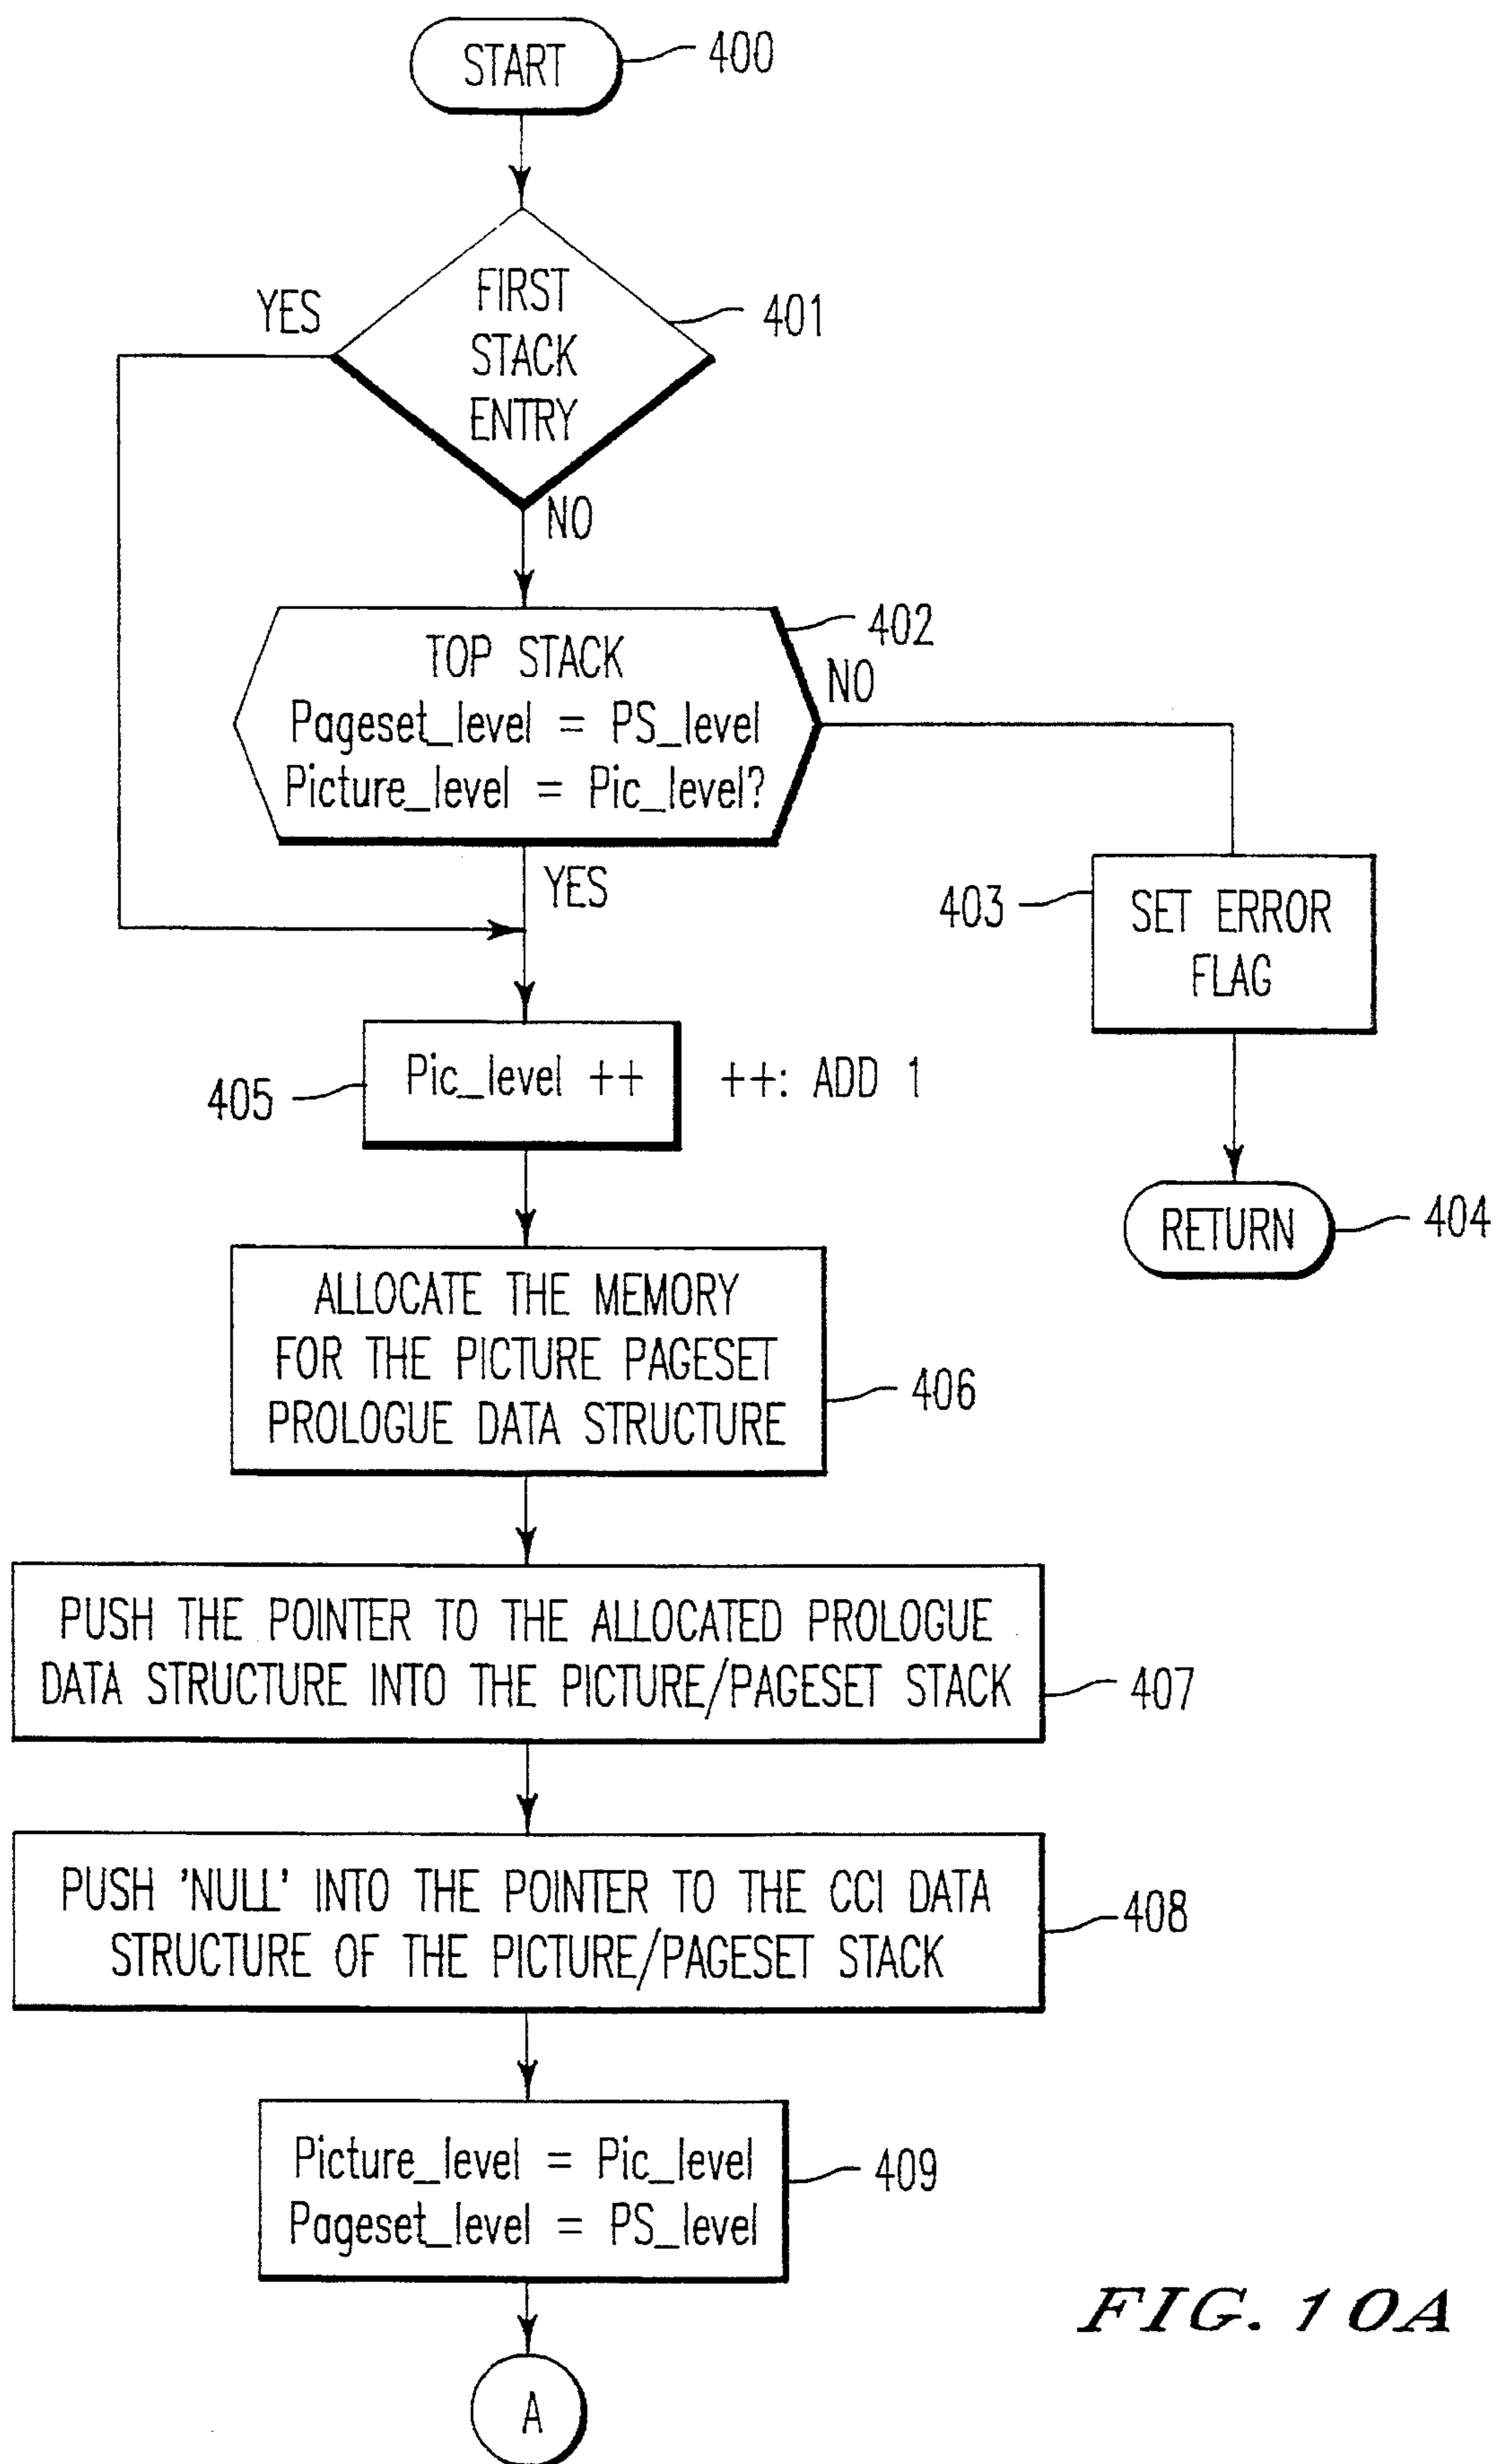 START
400
FIRST
STACK
ENTRY
401
YES
NO
TOP STACK
Pageset_level = PS_level
Picture_level = Pic_level?
402
NO
YES
403
SET ERROR
FLAG
405
Pic_level ++
++: ADD 1
RETURN
404
ALLOCATE THE MEMORY
FOR THE PICTURE PAGESET
PROLOGUE DATA STRUCTURE
406
PUSH THE POINTER TO THE ALLOCATED PROLOGUE
DATA STRUCTURE INTO THE PICTURE/PAGESET STACK
407
PUSH 'NULL' INTO THE POINTER TO THE CCI DATA
STRUCTURE OF THE PICTURE/PAGESET STACK
408
Picture_level = Pic_level
Pageset_level = PS_level
409
A
FIG. 10A